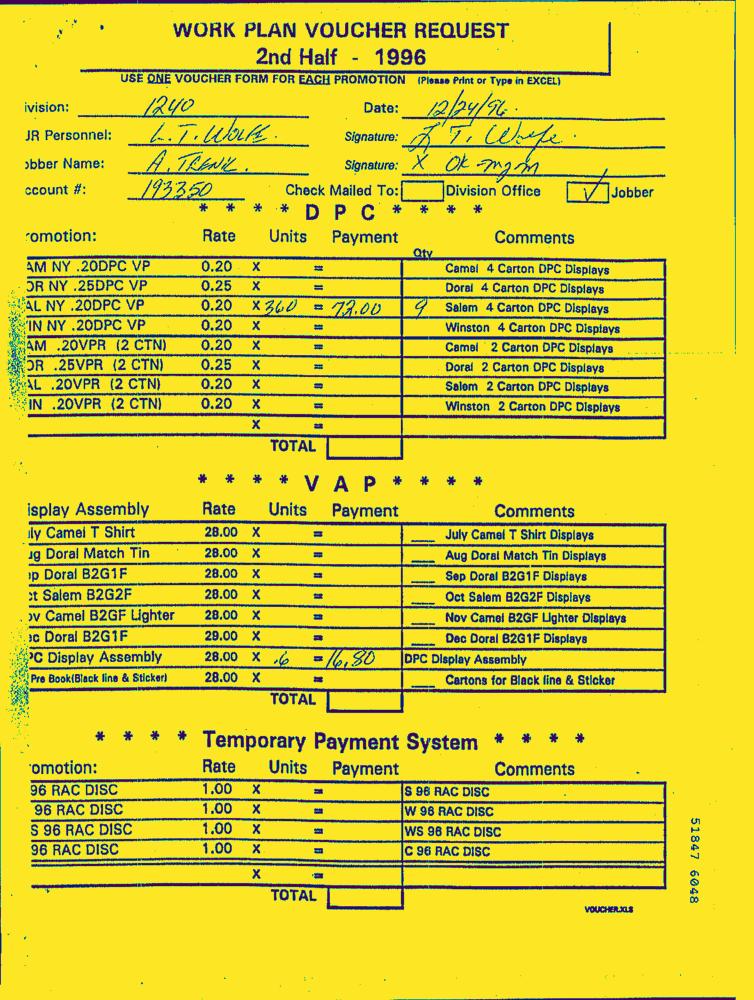 WORK PLAN VOUCHER REQUEST
2nd Half - 1996
USE ONE VOUCHER FORM FOR EACH PROMOTION (Please Print or Type in EXCEL)
ivision: 1240 Date: 12/24/96.
JR Personnel: L.T. WOLFE. Signature: L T. Wolfe.
obber Name: A. TRENK. Signature: X OK mgm
ccount #: 193350 Check Mailed To: Division Office √ Jobber
* * * * D P C * * * *
romotion: Rate Units Payment Qty Comments
AM NY .20DPC VP 0.20 X = Camel 4 Carton DPC Displays
OR NY .25DPC VP 0.25 X = Doral 4 Carton DPC Displays
AL NY .20DPC VP 0.20 X 360 = 72.00 9 Salem 4 Carton DPC Displays
IN NY .20DPC VP 0.20 X = Winston 4 Carton DPC Displays
AM .20VPR (2 CTN) 0.20 X = Camel 2 Carton DPC Displays
OR .25VPR (2 CTN) 0.25 X = Doral 2 Carton DPC Displays
AL .20VPR (2 CTN) 0.20 X = Salem 2 Carton DPC Displays
IN .20VPR (2 CTN) 0.20 X = Winston 2 Carton DPC Displays
X =
TOTAL
* * * * V A P * * * *
isplay Assembly Rate Units Payment Comments
ily Camel T Shirt 28.00 X = ___ July Camel T Shirt Displays
ug Doral Match Tin 28.00 X = ___ Aug Doral Match Tin Displays
p Doral B2G1F 28.00 X = ___ Sep Doral B2G1F Displays
ct Salem B2G2F 28.00 X = ___ Oct Salem B2G2F Displays
ov Camel B2GF Lighter 28.00 X = ___ Nov Camel B2GF Lighter Displays
ec Doral B2G1F 29.00 X = ___ Dec Doral B2G1F Displays
PC Display Assembly 28.00 X .6 = 16.80 DPC Display Assembly
Pre Book(Black line & Sticker) 28.00 X = ___ Cartons for Black line & Sticker
TOTAL
* * * * Temporary Payment System * * * *
omotion: Rate Units Payment Comments
96 RAC DISC 1.00 X = S 96 RAC DISC
96 RAC DISC 1.00 X = W 96 RAC DISC
S 96 RAC DISC 1.00 X = WS 96 RAC DISC
96 RAC DISC 1.00 X = C 96 RAC DISC
X =
TOTAL
VOUCHER.XLS
51847 6048